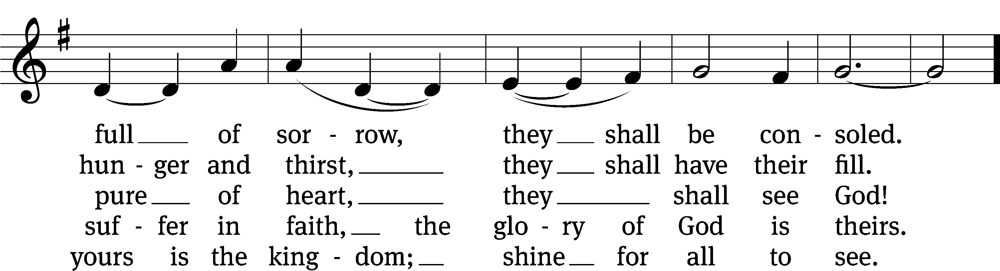 full of sor - row, they shall be con - soled.
hun - ger and thirst, they shall have their fill.
pure of heart, they shall see God!
suf - fer in faith, the glo - ry of God is theirs.
yours is the king - dom; shine for all to see.